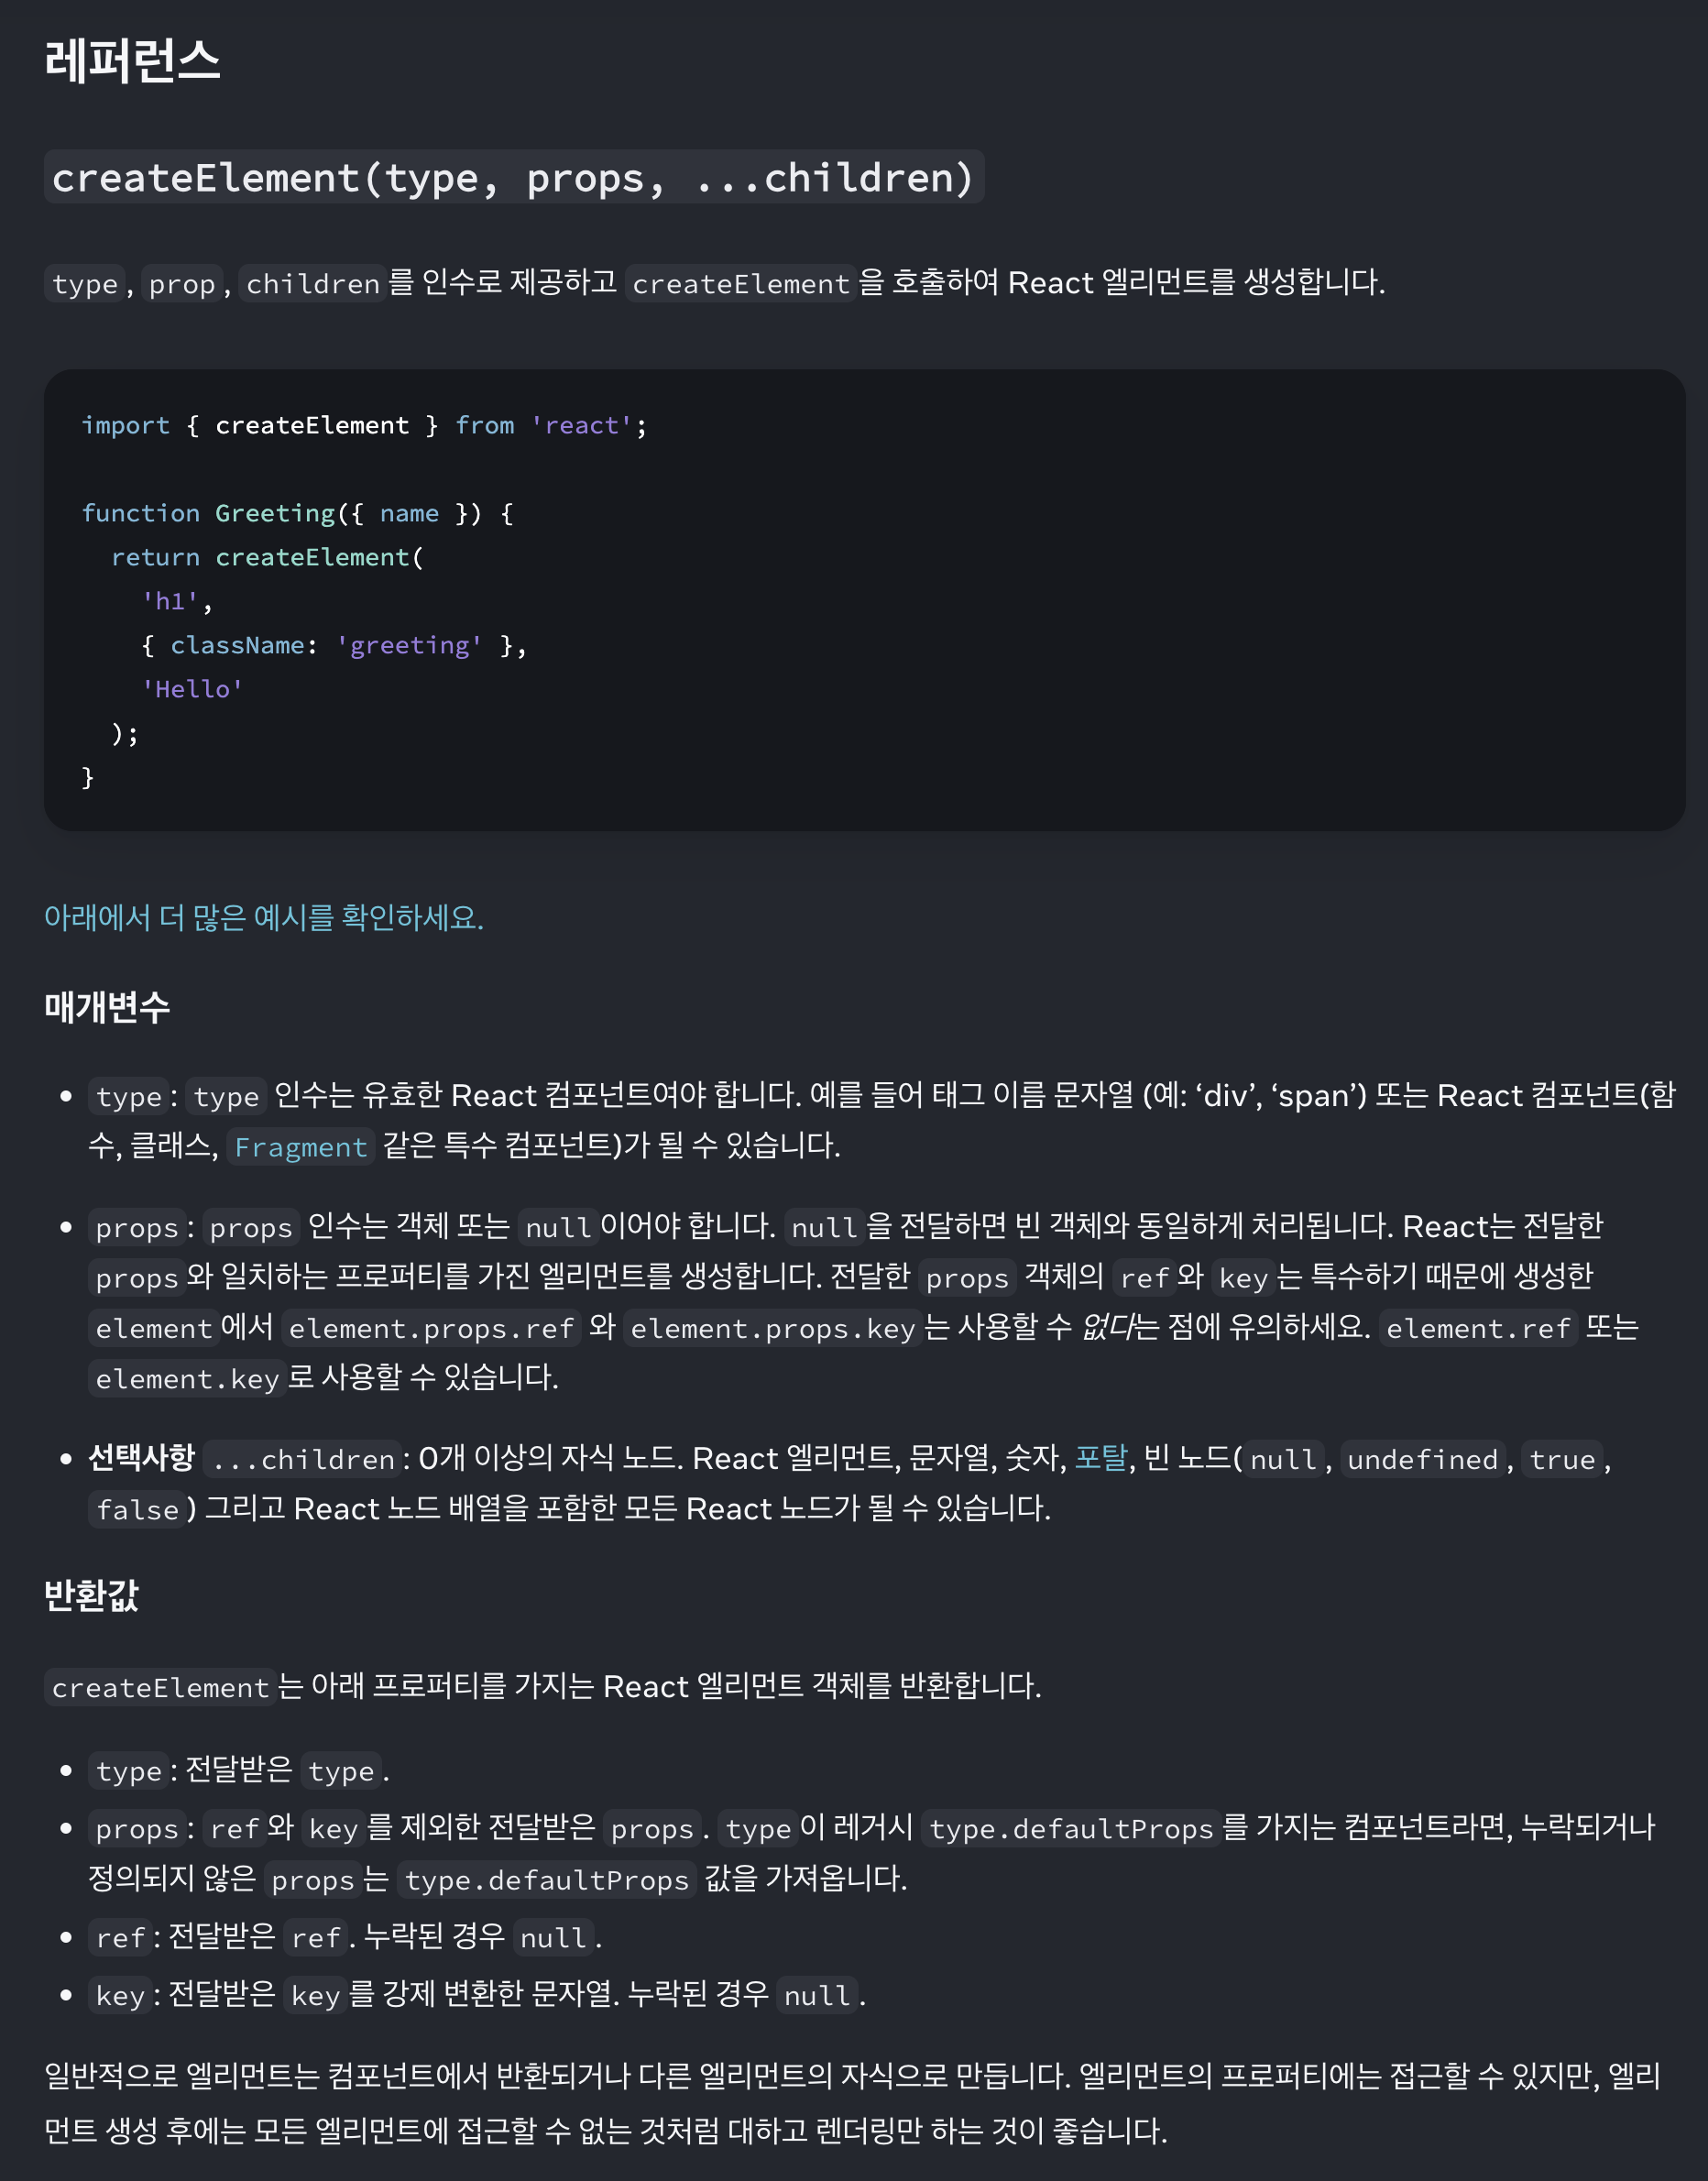 레퍼런스
createElement(type, props, ...children)
type, prop, children를 인수로 제공하고 createElement을 호출하여 React 엘리먼트를 생성합니다.
import { createElement } from 'react';
function Greeting({ name }) {
  return createElement(
    'h1',
    { className: 'greeting' },
    'Hello'
  );
}
아래에서 더 많은 예시를 확인하세요.
매개변수
• type: type 인수는 유효한 React 컴포넌트여야 합니다. 예를 들어 태그 이름 문자열 (예: ‘div’, ‘span’) 또는 React 컴포넌트(함
수, 클래스, Fragment 같은 특수 컴포넌트)가 될 수 있습니다.
• props: props 인수는 객체 또는 null이어야 합니다. null을 전달하면 빈 객체와 동일하게 처리됩니다. React는 전달한
props와 일치하는 프로퍼티를 가진 엘리먼트를 생성합니다. 전달한 props 객체의 ref와 key는 특수하기 때문에 생성한
element에서 element.props.ref 와 element.props.key는 사용할 수 없다는 점에 유의하세요. element.ref 또는
element.key로 사용할 수 있습니다.
• 선택사항 ...children: 0개 이상의 자식 노드. React 엘리먼트, 문자열, 숫자, 포탈, 빈 노드(null, undefined, true,
false) 그리고 React 노드 배열을 포함한 모든 React 노드가 될 수 있습니다.
반환값
createElement는 아래 프로퍼티를 가지는 React 엘리먼트 객체를 반환합니다.
• type: 전달받은 type.
• props: ref와 key를 제외한 전달받은 props. type이 레거시 type.defaultProps를 가지는 컴포넌트라면, 누락되거나
정의되지 않은 props는 type.defaultProps 값을 가져옵니다.
• ref: 전달받은 ref. 누락된 경우 null.
• key: 전달받은 key를 강제 변환한 문자열. 누락된 경우 null.
일반적으로 엘리먼트는 컴포넌트에서 반환되거나 다른 엘리먼트의 자식으로 만듭니다. 엘리먼트의 프로퍼티에는 접근할 수 있지만, 엘리
먼트 생성 후에는 모든 엘리먼트에 접근할 수 없는 것처럼 대하고 렌더링만 하는 것이 좋습니다.